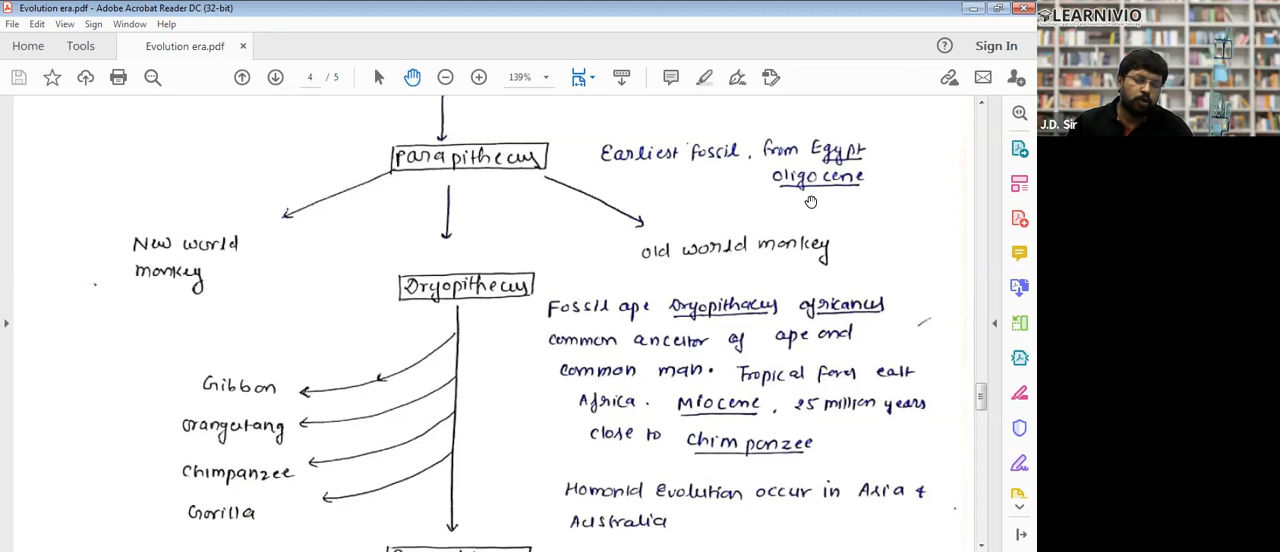 Evolution era.pdf - Adobe Acrobat Reader DC (32-bit)
File Edit View Sign Window Help
Home Tools Evolution era.pdf × Sign In
4 / 5 139%
LEARNIVIO
J.D. Sir
Parapithecus
Earliest fossil, from Egypt
oligocene
New world
monkey
old world monkey
Dryopithecus
Fossil ape Dryopithacus africanus
common ancestor of ape and
common man. Tropical fores east
Africa. Miocene, 25 million years
close to chimpanzee
Gibbon
orangutang
chimpanzee
Gorilla
Homonid Evolution occur in Asia &
Australia